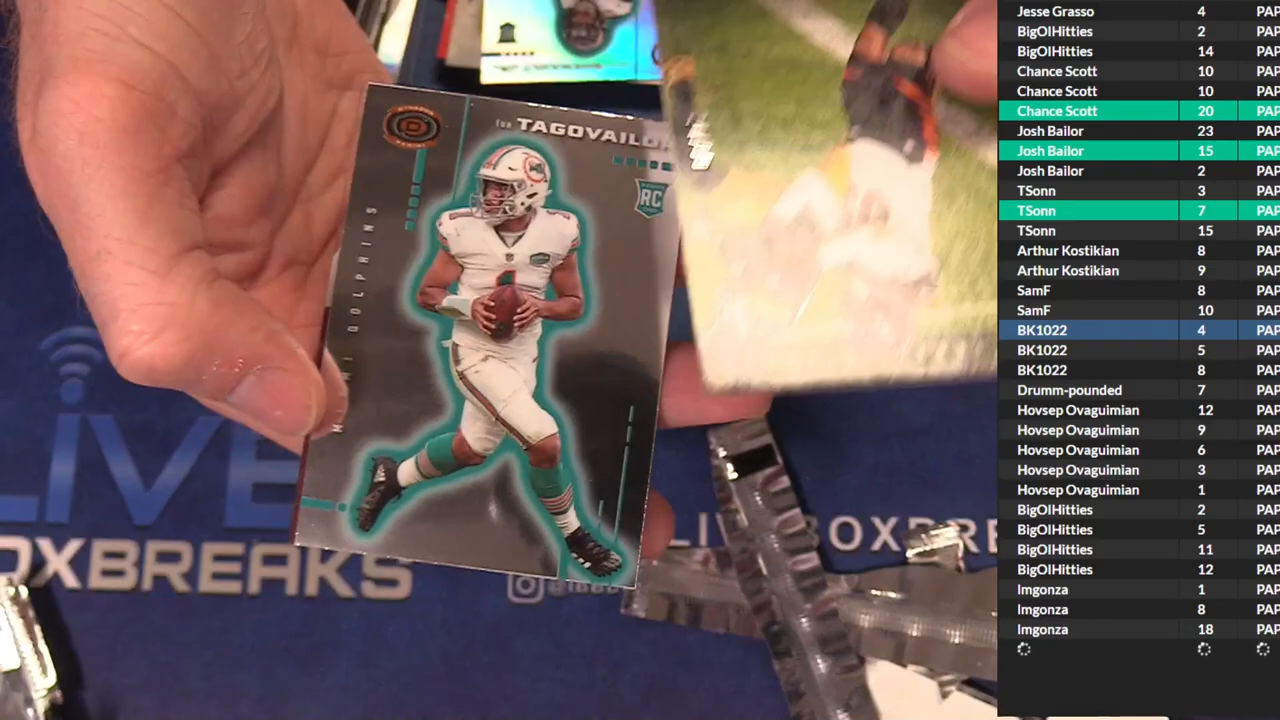 TUA TAGOVAILO
RC
MIAMI DOLPHINS
LIVE
OXBREAKS
LIV BOXBRE
Jesse Grasso 4 PAP
BigOlHitties 2 PAP
BigOlHitties 14 PAP
Chance Scott 10 PAP
Chance Scott 10 PAP
Chance Scott 20 PAP
Josh Bailor 23 PAP
Josh Bailor 15 PAP
Josh Bailor 2 PAP
TSonn 3 PAP
TSonn 7 PAP
TSonn 15 PAP
Arthur Kostikian 8 PAP
Arthur Kostikian 9 PAP
SamF 8 PAP
SamF 10 PAP
BK1022 4 PAP
BK1022 5 PAP
BK1022 8 PAP
Drumm-pounded 7 PAP
Hovsep Ovaguimian 12 PAP
Hovsep Ovaguimian 9 PAP
Hovsep Ovaguimian 6 PAP
Hovsep Ovaguimian 3 PAP
Hovsep Ovaguimian 1 PAP
BigOlHitties 2 PAP
BigOlHitties 5 PAP
BigOlHitties 11 PAP
BigOlHitties 12 PAP
Imgonza 1 PAP
Imgonza 8 PAP
Imgonza 18 PAP